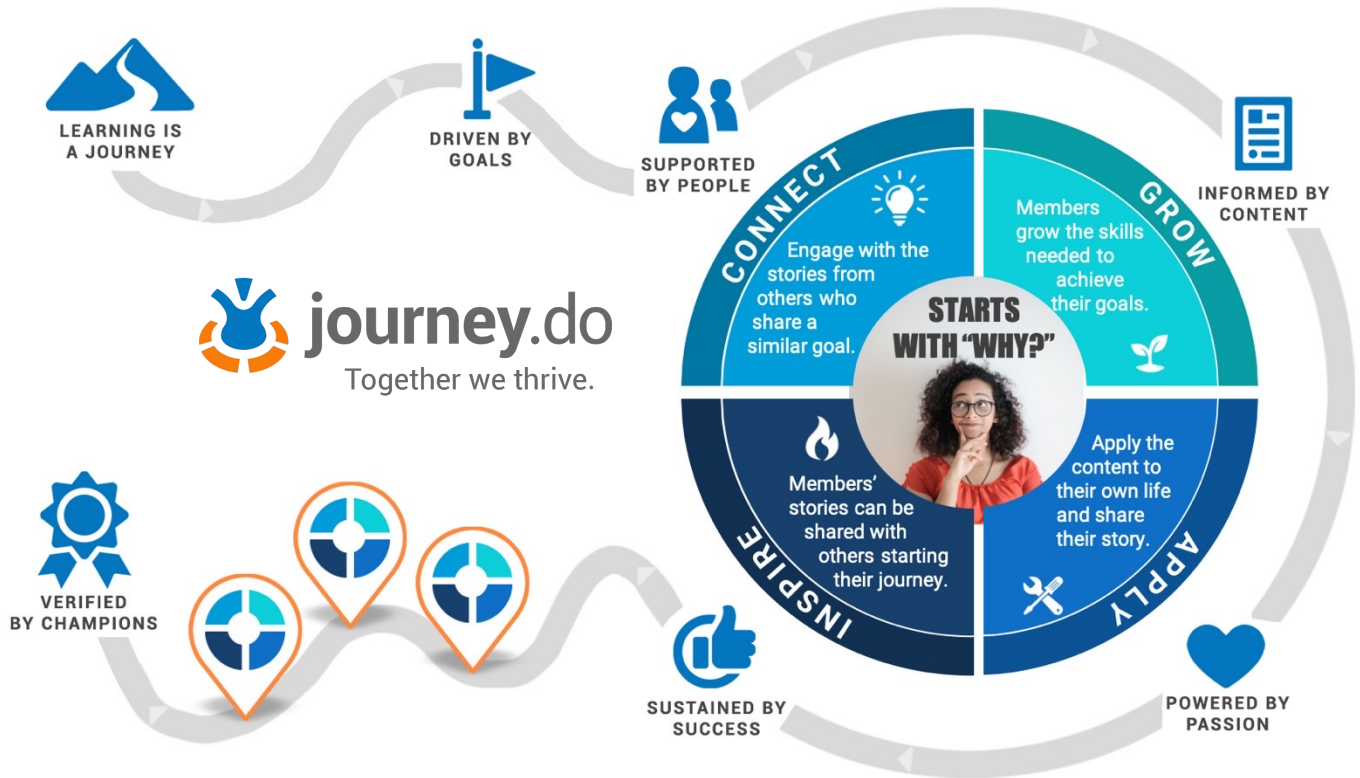 LEARNING IS
A JOURNEY
DRIVEN BY
GOALS
SUPPORTED
BY PEOPLE
INFORMED BY
CONTENT
CONNECT
Engage with the
stories from
others who
share a
similar goal.
GROW
Members
grow the skills
needed to
achieve
their goals.
journey.do
Together we thrive.
STARTS
WITH “WHY?”
INSPIRE
Members’
stories can be
shared with
others starting
their journey.
APPLY
Apply the
content to
their own life
and share
their story.
VERIFIED
BY CHAMPIONS
SUSTAINED BY
SUCCESS
POWERED BY
PASSION